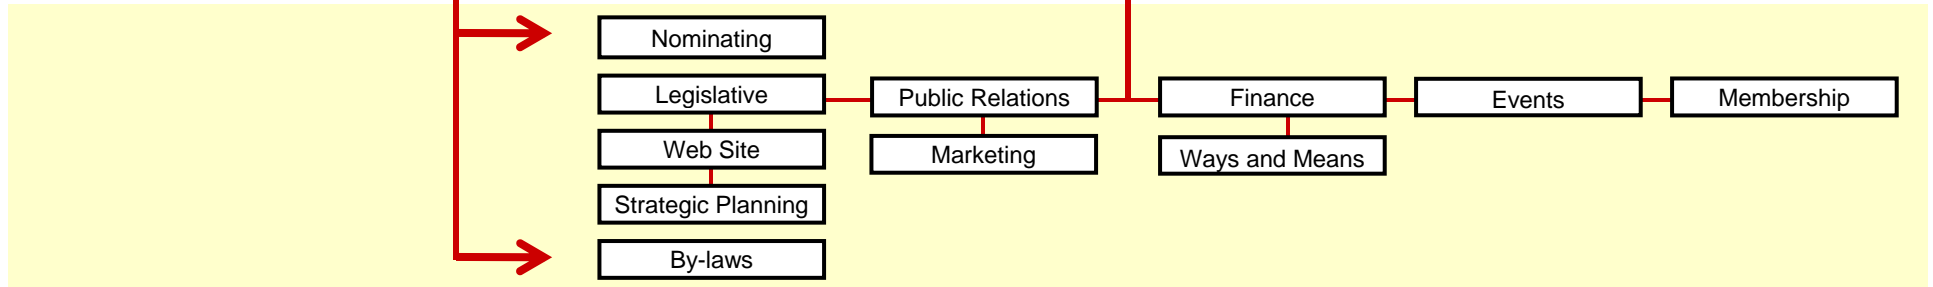 Nominating
Legislative
Public Relations
Finance
Events
Membership
Web Site
Marketing
Ways and Means
Strategic Planning
By-laws